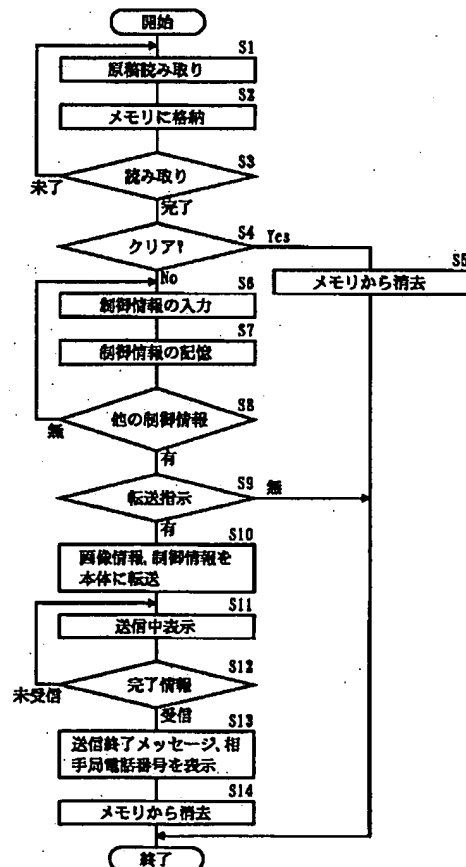 開始
S1
原稿読み取り
S2
メモリに格納
S3
読み取り
未了
完了
S4
クリア?
Yes
No
S5
メモリから消去
S6
制御情報の入力
S7
制御情報の記憶
S8
他の制御情報
無
有
S9
転送指示
無
有
S10
画像情報,制御情報を
本体に転送
S11
送信中表示
S12
完了情報
未受信
受信
S13
送信終了メッセージ、相
手局電話番号を表示
S14
メモリから消去
終了